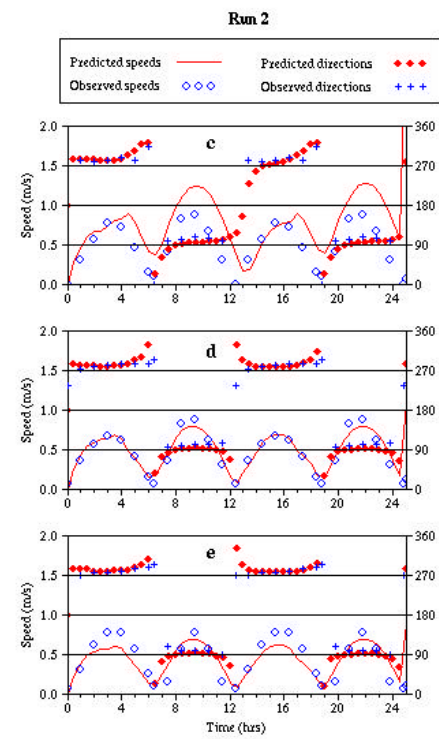 Run 2
Predicted speeds Predicted directions
Observed speeds Observed directions
2.0 360
c
1.5 270
Speed (m/s)
1.0 180
0.5 90
0.0 0
0 4 8 12 16 20 24
2.0 360
d
1.5 270
Speed (m/s)
1.0 180
0.5 90
0.0 0
0 4 8 12 16 20 24
2.0 360
e
1.5 270
Speed (m/s)
1.0 180
0.5 90
0.0 0
0 4 8 12 16 20 24
Time (hrs)